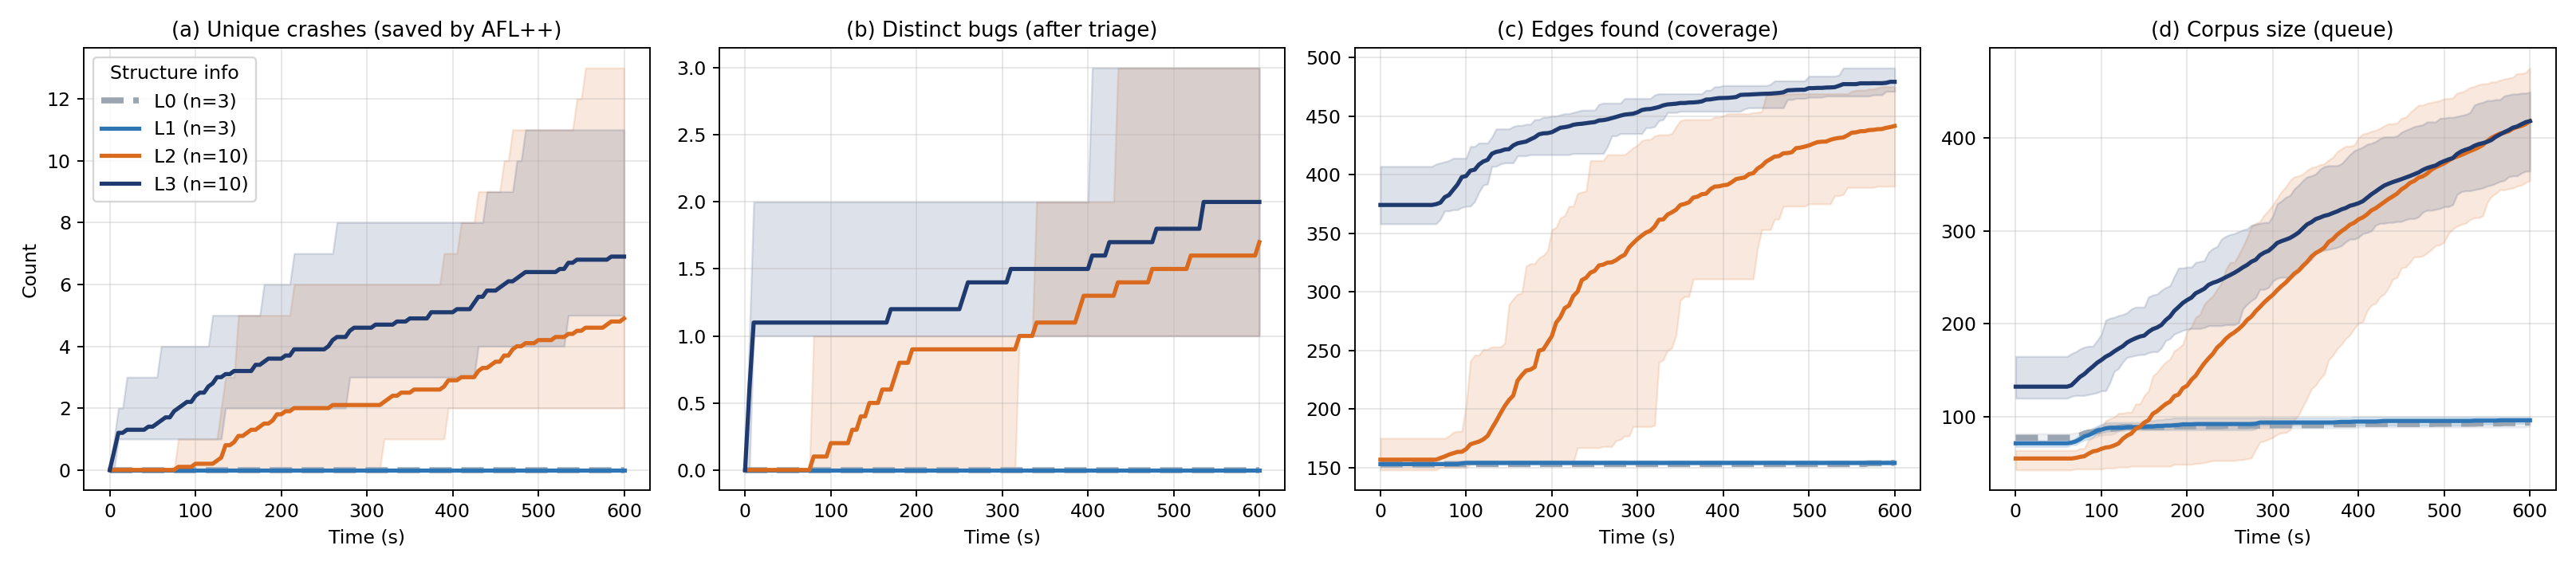 (a) Unique crashes (saved by AFL++)
Structure info
L0 (n=3)
L1 (n=3)
L2 (n=10)
L3 (n=10)
Count
12
10
8
6
4
2
0
0 100 200 300 400 500 600
Time (s)
(b) Distinct bugs (after triage)
3.0
2.5
2.0
1.5
1.0
0.5
0.0
0 100 200 300 400 500 600
Time (s)
(c) Edges found (coverage)
500
450
400
350
300
250
200
150
0 100 200 300 400 500 600
Time (s)
(d) Corpus size (queue)
400
300
200
100
0 100 200 300 400 500 600
Time (s)